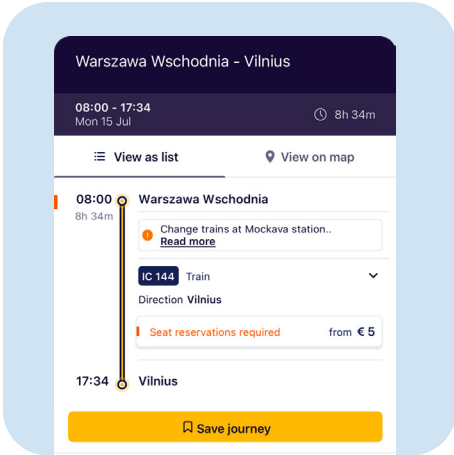 Warszawa Wschodnia - Vilnius
08:00 - 17:34
Mon 15 Jul
8h 34m
View as list
View on map
08:00 Warszawa Wschodnia
8h 34m
Change trains at Mockava station..
Read more
IC 144 Train
Direction Vilnius
Seat reservations required from € 5
17:34 Vilnius
Save journey